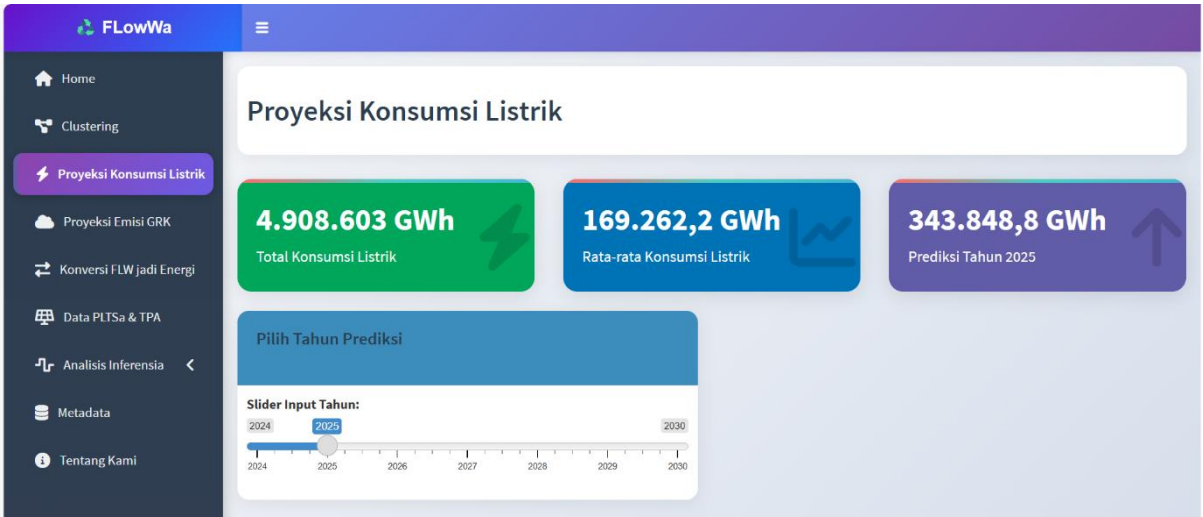 FLowWa
Home
Clustering
Proyeksi Konsumsi Listrik
Proyeksi Emisi GRK
Konversi FLW jadi Energi
Data PLTSa & TPA
Analisis Inferensia
Metadata
Tentang Kami
Proyeksi Konsumsi Listrik
4.908.603 GWh
Total Konsumsi Listrik
169.262,2 GWh
Rata-rata Konsumsi Listrik
343.848,8 GWh
Prediksi Tahun 2025
Pilih Tahun Prediksi
Slider Input Tahun:
2024 2025 2030
2024 2025 2026 2027 2028 2029 2030